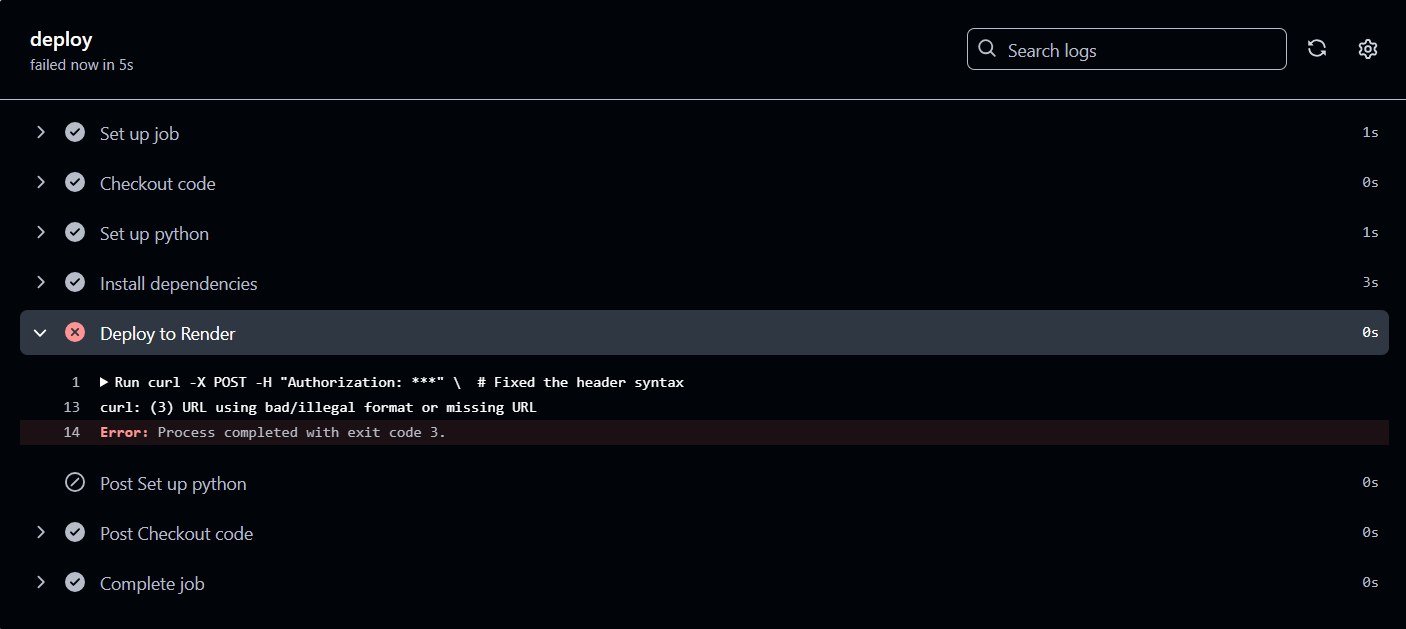 deploy
failed now in 5s
Search logs
Set up job 1s
Checkout code 0s
Set up python 1s
Install dependencies 3s
Deploy to Render 0s
1 Run curl -X POST -H "Authorization: ***" \  # Fixed the header syntax
13 curl: (3) URL using bad/illegal format or missing URL
14 Error: Process completed with exit code 3.
Post Set up python 0s
Post Checkout code 0s
Complete job 0s